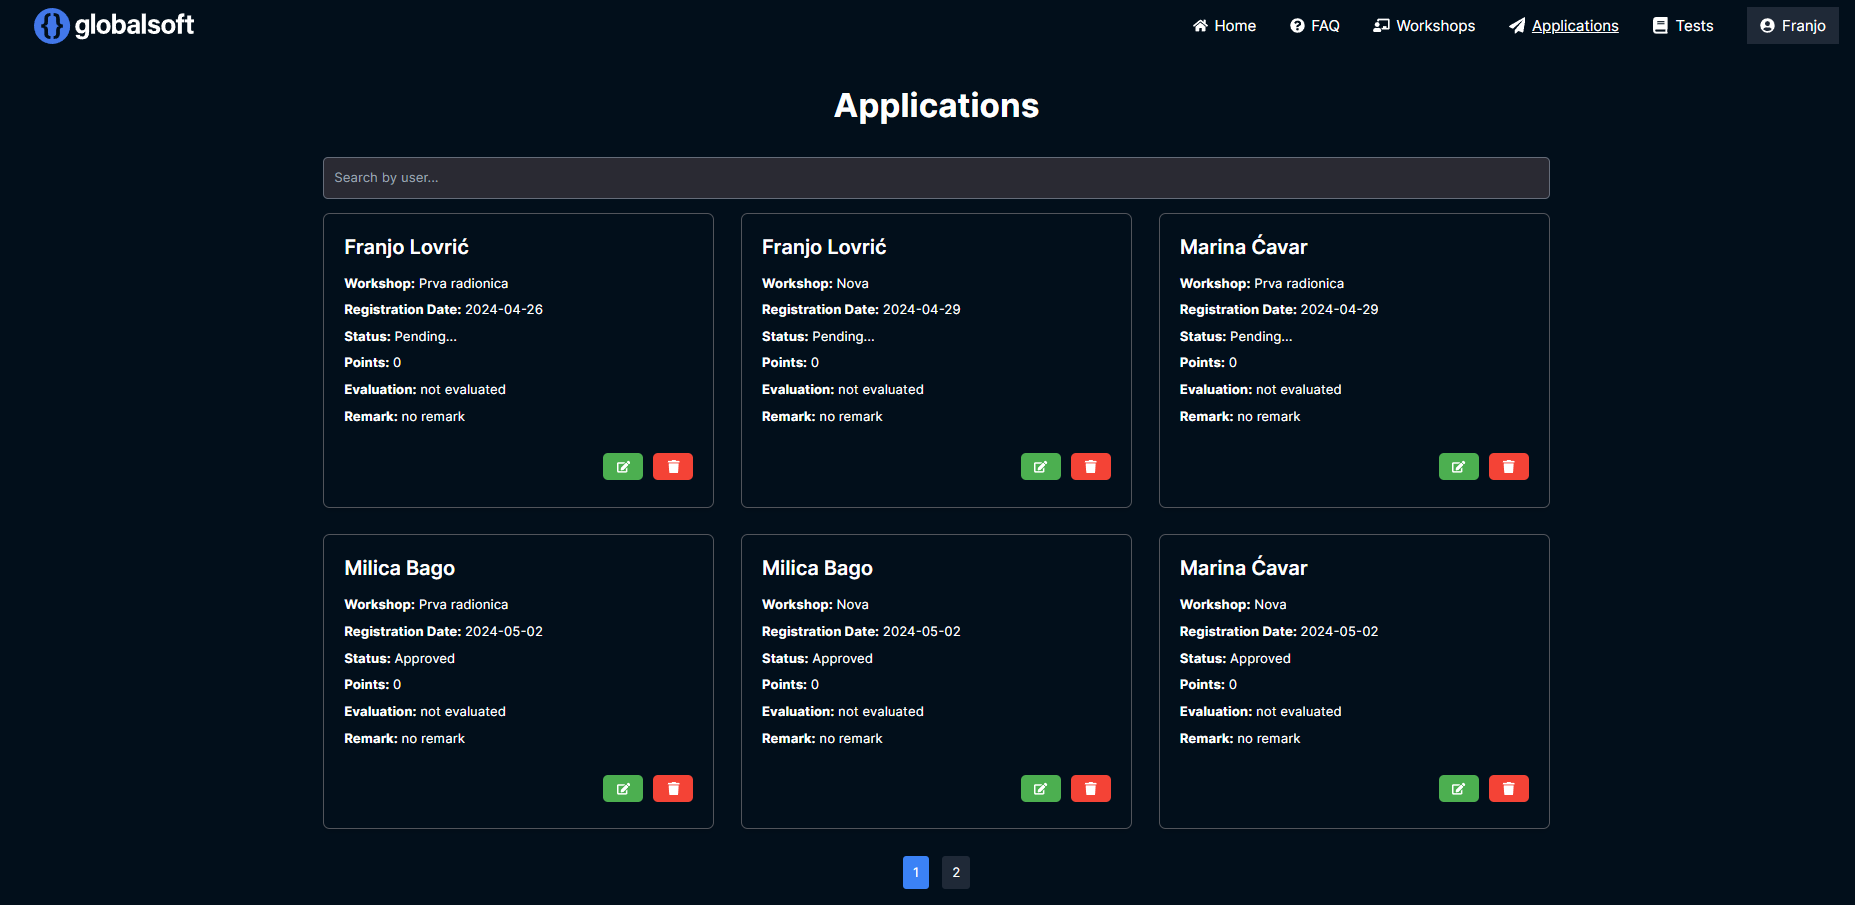 globalsoft
Home FAQ Workshops Applications Tests Franjo
Applications
Search by user...
Franjo Lovrić
Workshop: Prva radionica
Registration Date: 2024-04-26
Status: Pending...
Points: 0
Evaluation: not evaluated
Remark: no remark
Franjo Lovrić
Workshop: Nova
Registration Date: 2024-04-29
Status: Pending...
Points: 0
Evaluation: not evaluated
Remark: no remark
Marina Ćavar
Workshop: Prva radionica
Registration Date: 2024-04-29
Status: Pending...
Points: 0
Evaluation: not evaluated
Remark: no remark
Milica Bago
Workshop: Prva radionica
Registration Date: 2024-05-02
Status: Approved
Points: 0
Evaluation: not evaluated
Remark: no remark
Milica Bago
Workshop: Nova
Registration Date: 2024-05-02
Status: Approved
Points: 0
Evaluation: not evaluated
Remark: no remark
Marina Ćavar
Workshop: Nova
Registration Date: 2024-05-02
Status: Approved
Points: 0
Evaluation: not evaluated
Remark: no remark
1 2